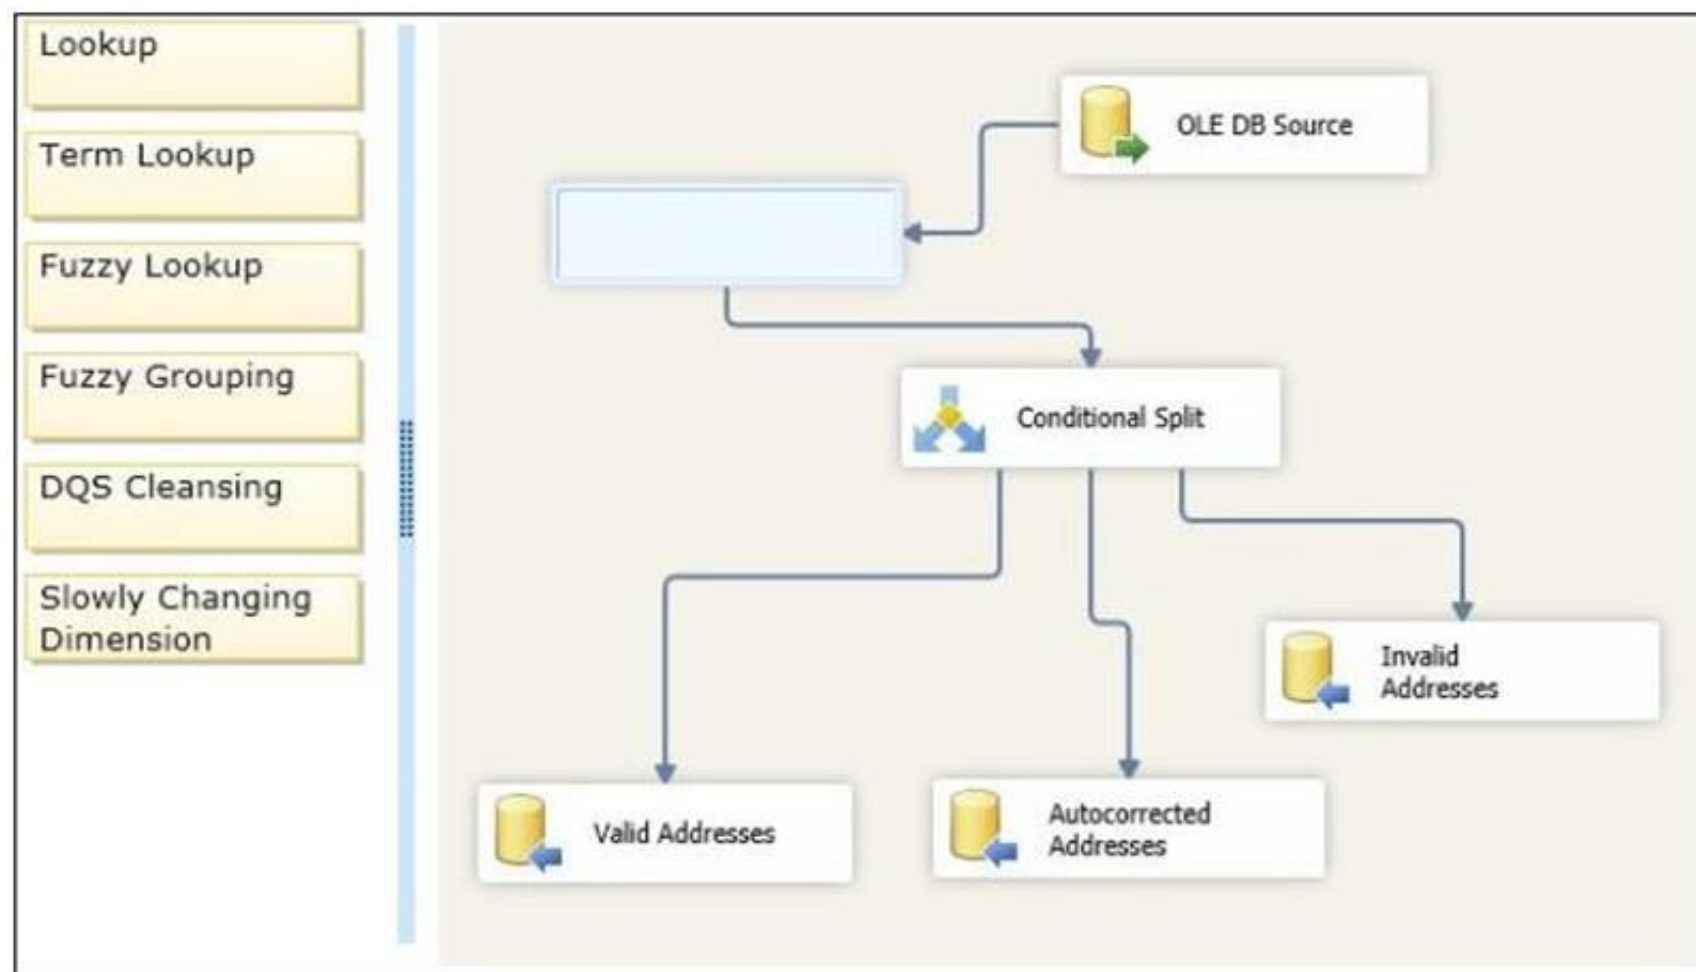 Lookup
Term Lookup
Fuzzy Lookup
Fuzzy Grouping
DQS Cleansing
Slowly Changing
Dimension
OLE DB Source
Conditional Split
Invalid
Addresses
Valid Addresses
Autocorrected
Addresses